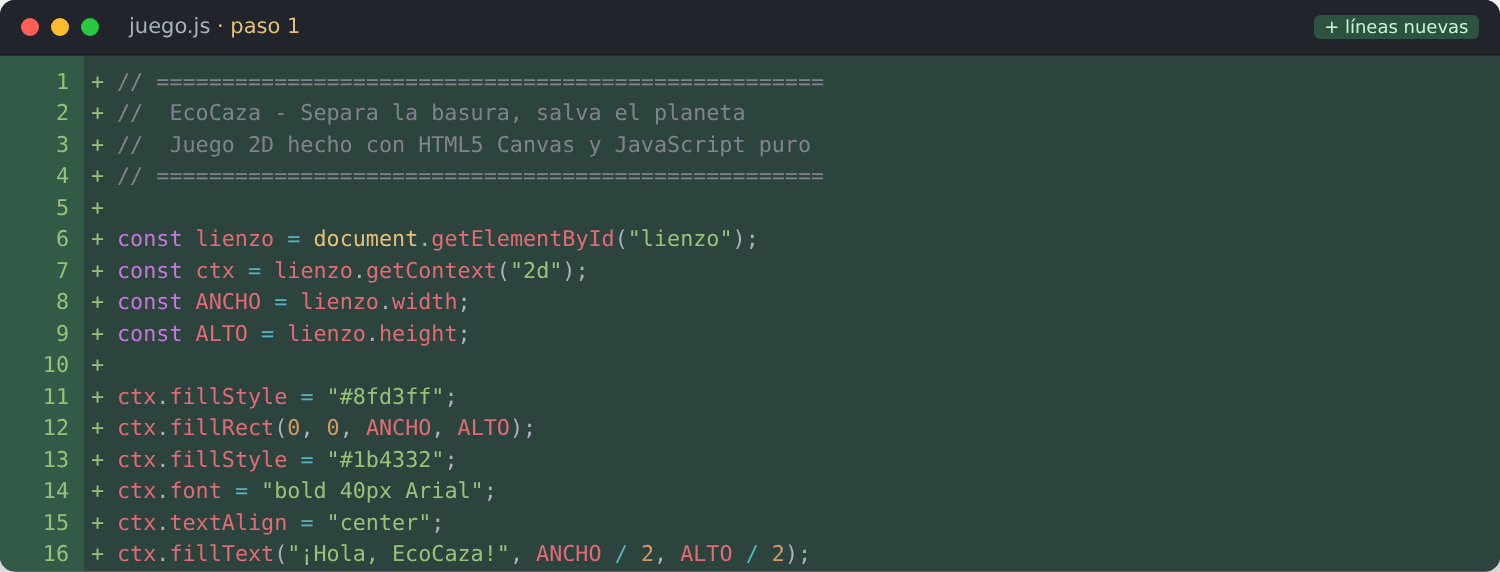 juego.js · paso 1
+ líneas nuevas
1 + // ===================================================
2 + //  EcoCaza - Separa la basura, salva el planeta
3 + //  Juego 2D hecho con HTML5 Canvas y JavaScript puro
4 + // ===================================================
5 +
6 + const lienzo = document.getElementById("lienzo");
7 + const ctx = lienzo.getContext("2d");
8 + const ANCHO = lienzo.width;
9 + const ALTO = lienzo.height;
10 +
11 + ctx.fillStyle = "#8fd3ff";
12 + ctx.fillRect(0, 0, ANCHO, ALTO);
13 + ctx.fillStyle = "#1b4332";
14 + ctx.font = "bold 40px Arial";
15 + ctx.textAlign = "center";
16 + ctx.fillText("¡Hola, EcoCaza!", ANCHO / 2, ALTO / 2);